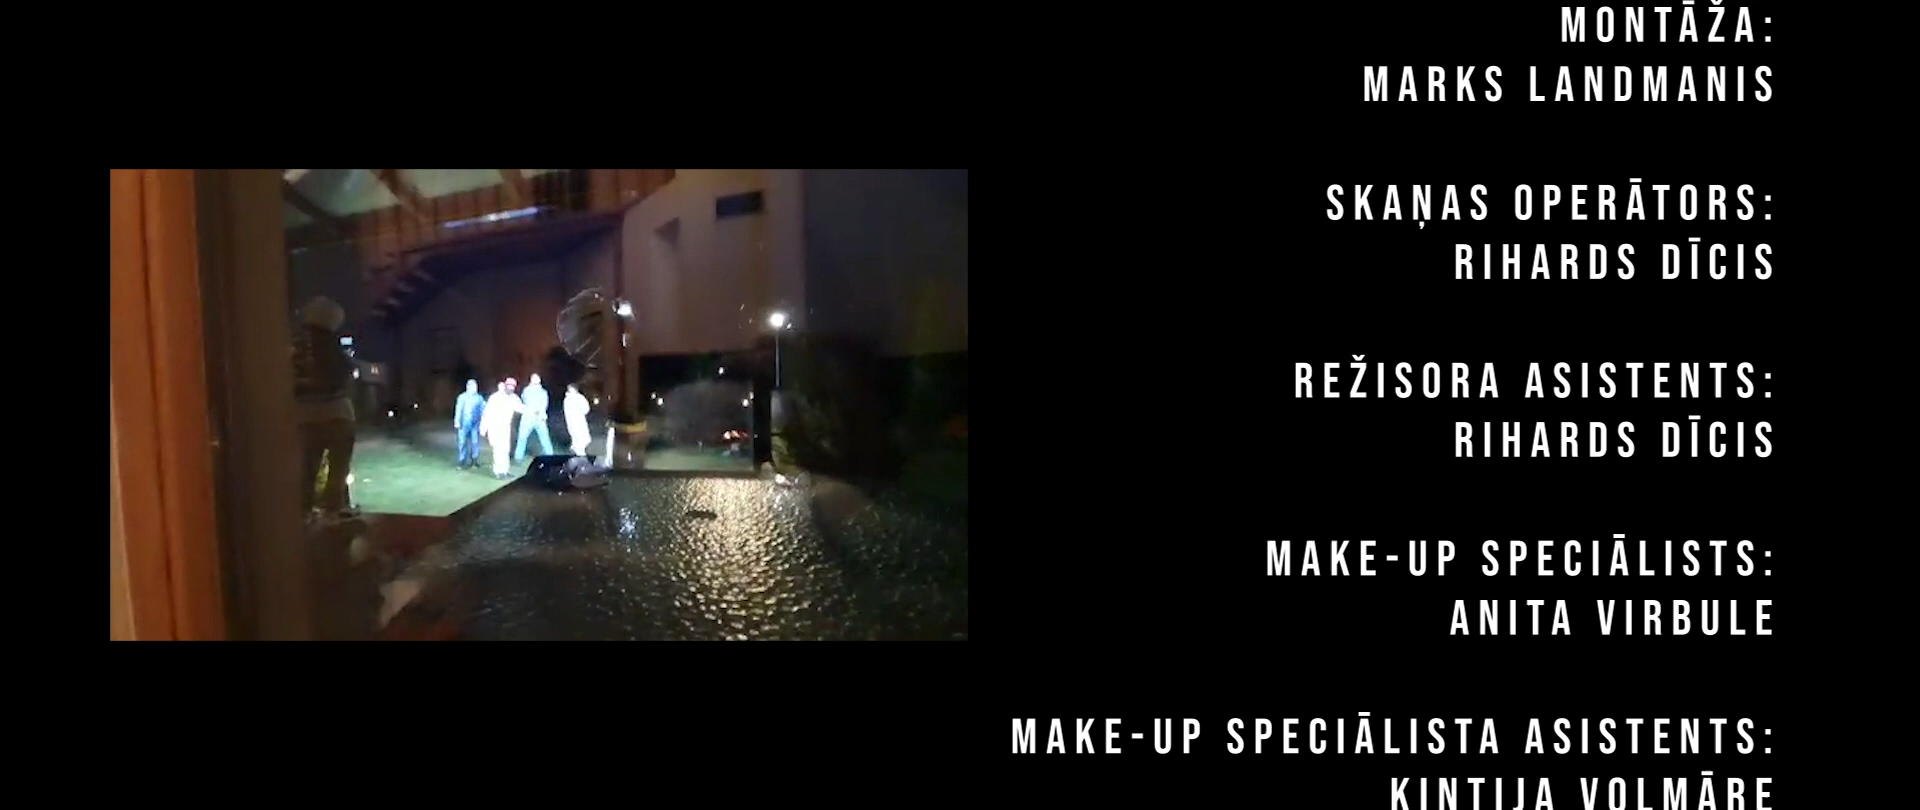 MONTĀŽA:
MARKS LANDMANIS
SKAŅAS OPERĀTORS:
RIHARDS DĪCIS
REŽISORA ASISTENTS:
RIHARDS DĪCIS
MAKE-UP SPECIĀLISTS:
ANITA VIRBULE
MAKE-UP SPECIĀLISTA ASISTENTS:
KINTIJA VOLMĀRE